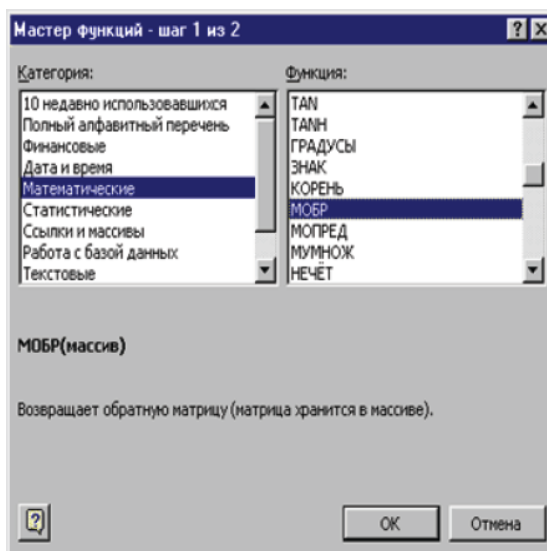 Мастер функций - шаг 1 из 2
Категория:
Функция:
10 недавно использовавшихся
Полный алфавитный перечень
Финансовые
Дата и время
Математические
Статистические
Ссылки и массивы
Работа с базой данных
Текстовые
TAN
TANH
ГРАДУСЫ
ЗНАК
КОРЕНЬ
МОБР
МОПРЕД
МУМНОЖ
НЕЧЁТ
МОБР(массив)
Возвращает обратную матрицу (матрица хранится в массиве).
ОК
Отмена